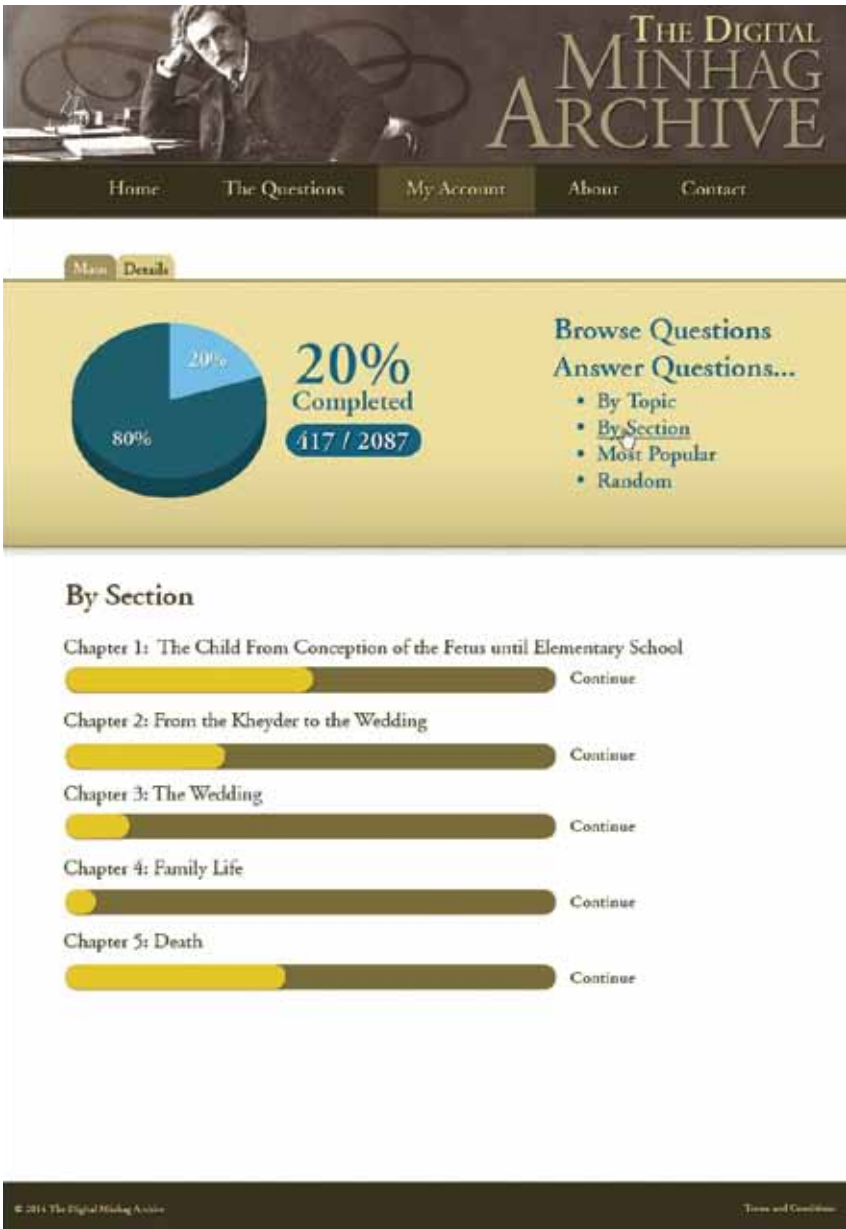 The Digital
Minhag
Archive
Home The Questions My Account About Contact
Main Details
20%
80%
20%
Completed
417 / 2087
Browse Questions
Answer Questions...
• By Topic
• By Section
• Most Popular
• Random
By Section
Chapter 1: The Child From Conception of the Fetus until Elementary School
Continue
Chapter 2: From the Kheyder to the Wedding
Continue
Chapter 3: The Wedding
Continue
Chapter 4: Family Life
Continue
Chapter 5: Death
Continue
© 2014 The Digital Minhag Archive
Terms and Conditions